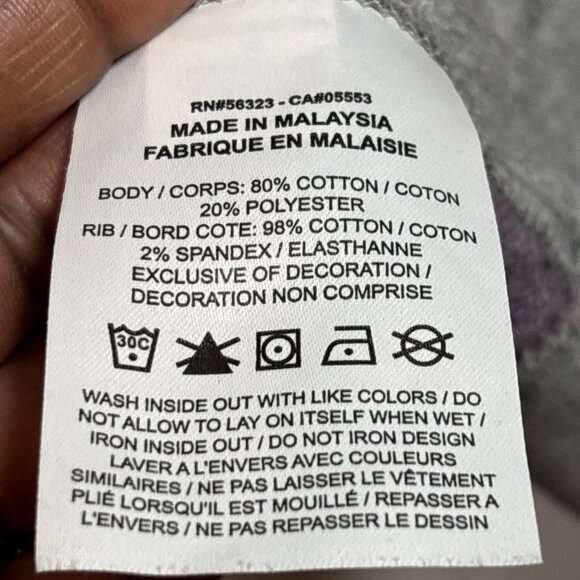 RN#56323 - CA#05553
MADE IN MALAYSIA
FABRIQUE EN MALAISIE
BODY / CORPS: 80% COTTON / COTON
20% POLYESTER
RIB / BORD COTE: 98% COTTON / COTON
2% SPANDEX / ELASTHANNE
EXCLUSIVE OF DECORATION /
DECORATION NON COMPRISE
30C
WASH INSIDE OUT WITH LIKE COLORS / DO
NOT ALLOW TO LAY ON ITSELF WHEN WET /
IRON INSIDE OUT / DO NOT IRON DESIGN
LAVER A L'ENVERS AVEC COULEURS
SIMILAIRES / NE PAS LAISSER LE VÊTEMENT
PLIÉ LORSQU'IL EST MOUILLÉ / REPASSER A
L'ENVERS / NE PAS REPASSER LE DESSIN